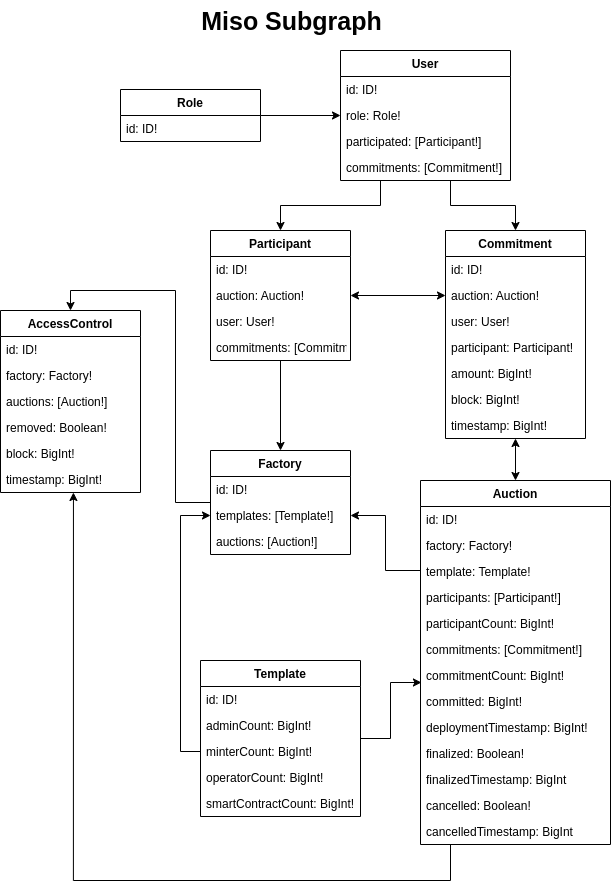 Miso Subgraph
User
id: ID!
role: Role!
participated: [Participant!]
commitments: [Commitment!]
Role
id: ID!
Participant
id: ID!
auction: Auction!
user: User!
commitments: [Commitm
Commitment
id: ID!
auction: Auction!
user: User!
participant: Participant!
amount: BigInt!
block: BigInt!
timestamp: BigInt!
AccessControl
id: ID!
factory: Factory!
auctions: [Auction!]
removed: Boolean!
block: BigInt!
timestamp: BigInt!
Factory
id: ID!
templates: [Template!]
auctions: [Auction!]
Auction
id: ID!
factory: Factory!
template: Template!
participants: [Participant!]
participantCount: BigInt!
commitments: [Commitment!]
commitmentCount: BigInt!
committed: BigInt!
deploymentTimestamp: BigInt!
finalized: Boolean!
finalizedTimestamp: BigInt
cancelled: Boolean!
cancelledTimestamp: BigInt
Template
id: ID!
adminCount: BigInt!
minterCount: BigInt!
operatorCount: BigInt!
smartContractCount: BigInt!